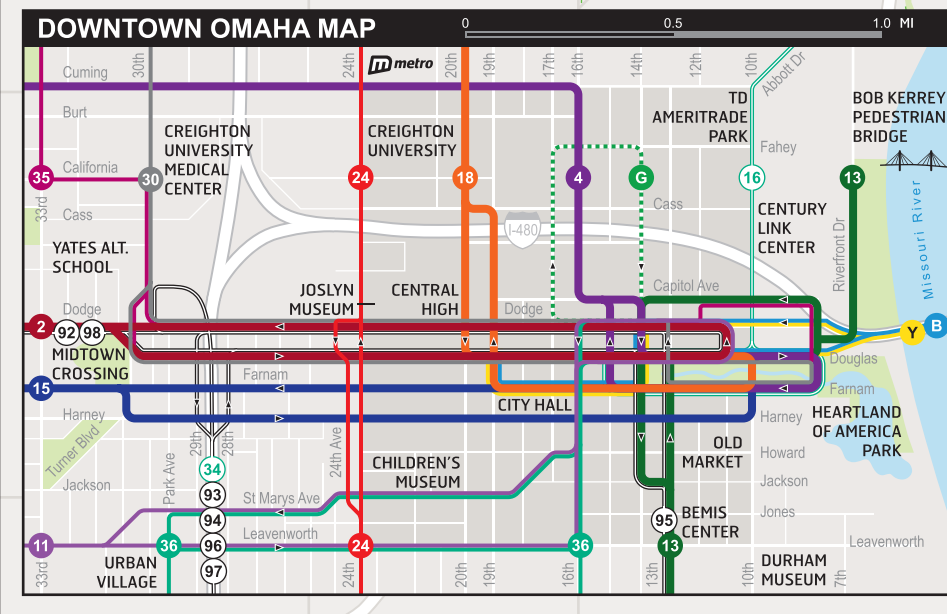 DOWNTOWN OMAHA MAP
0 0.5 1.0 MI
30th 24th metro 20th 19th 17th 16th 14th 12th 10th Abbott Dr
Cuming
Burt
TD
AMERITRADE
PARK
BOB KERREY
PEDESTRIAN
BRIDGE
CREIGHTON
UNIVERSITY
MEDICAL
CENTER
CREIGHTON
UNIVERSITY
Fahey
California
35 30 24 18 4 G 16 13
33rd
Cass
Cass
I-480
CENTURY
LINK
CENTER
Riverfront Dr
Missouri River
YATES ALT.
SCHOOL
JOSLYN
MUSEUM
CENTRAL
HIGH
Capitol Ave
Dodge
Dodge
2 92 98
Y B
MIDTOWN
CROSSING
Douglas
Farnam
Farnam
15
CITY HALL
Harney
Harney
HEARTLAND
OF AMERICA
PARK
Turner Blvd
29th 28th
24th Ave
OLD
MARKET
Howard
CHILDREN'S
MUSEUM
Jackson
Park Ave
34
93
94
96
97
St Marys Ave
Leavenworth
Jackson
Jones
95
BEMIS
CENTER
11 36 24 36 13
Leavenworth
URBAN
VILLAGE
DURHAM
MUSEUM
33rd 24th 20th 19th 16th 13th 10th 7th